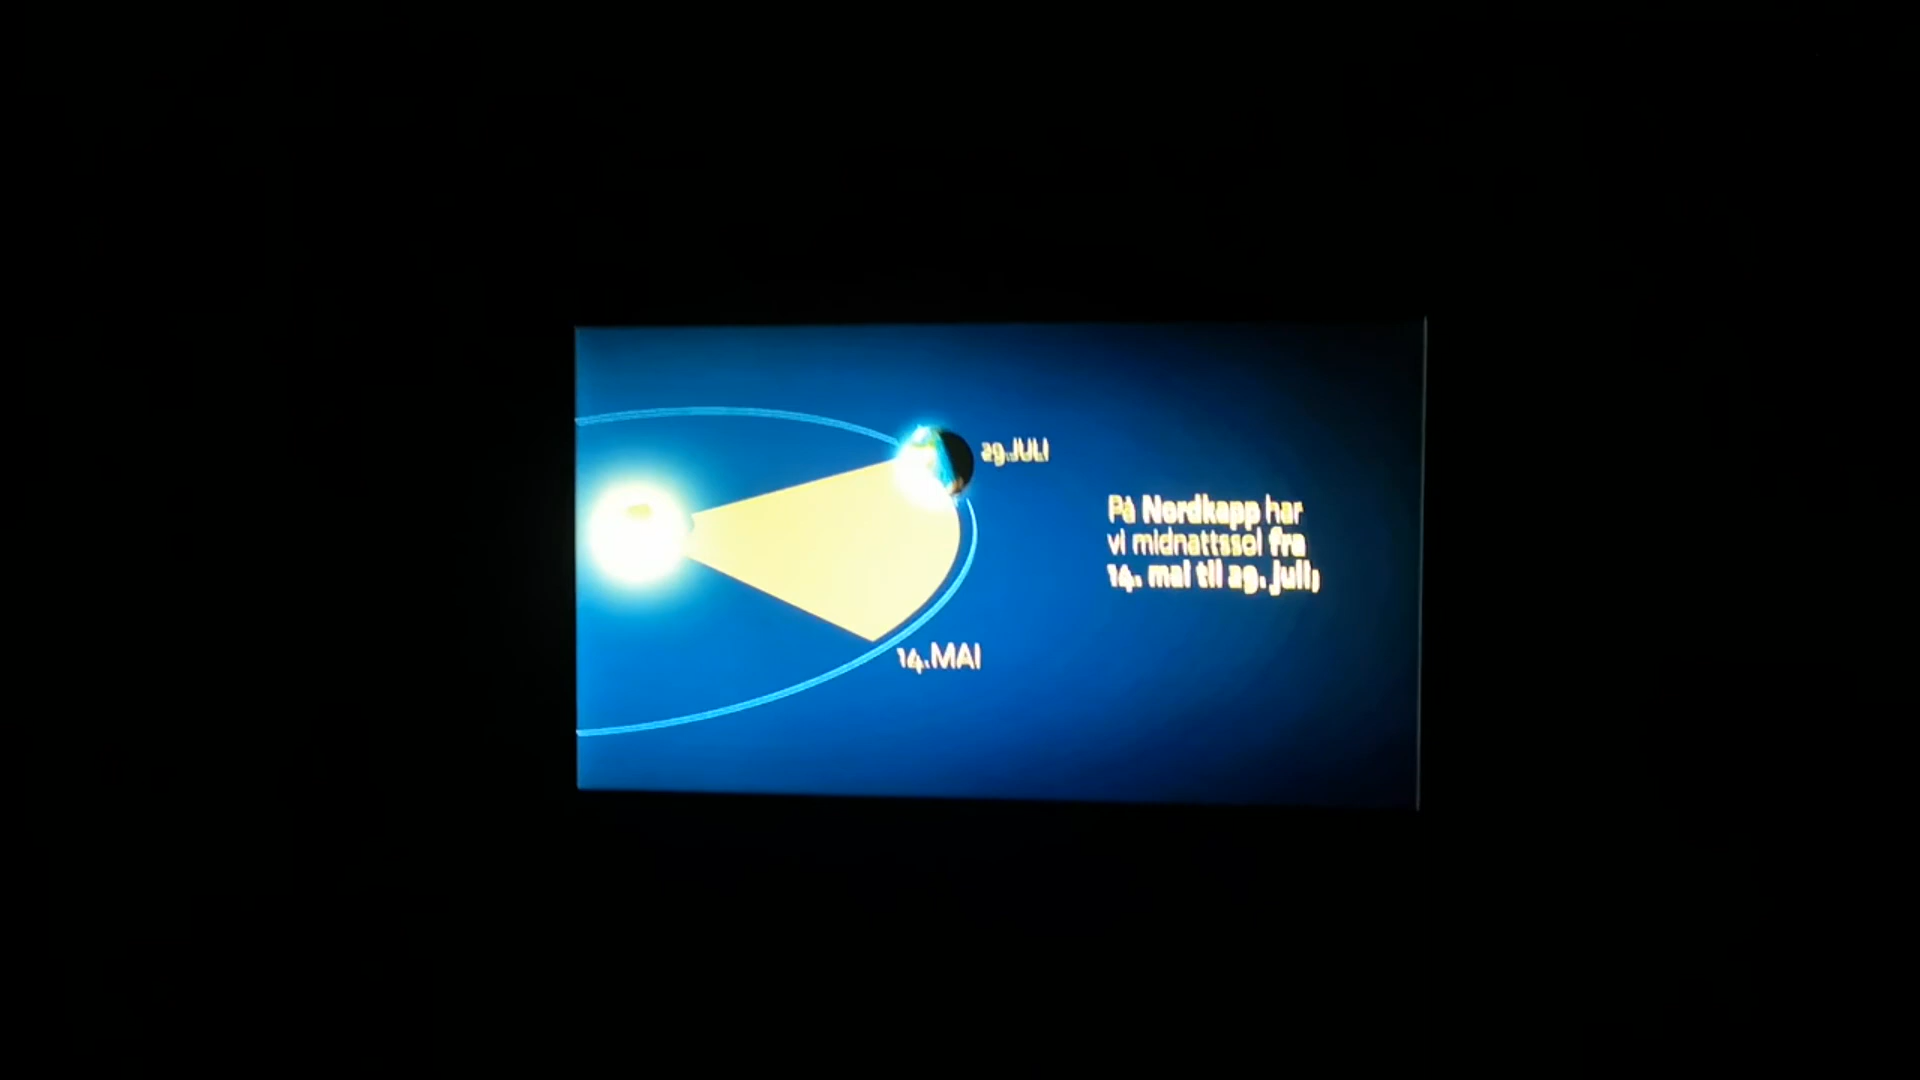 29.JULI
På Nordkapp har
vi midnattssol fra
14. mai til 29. juli,
14.MAI